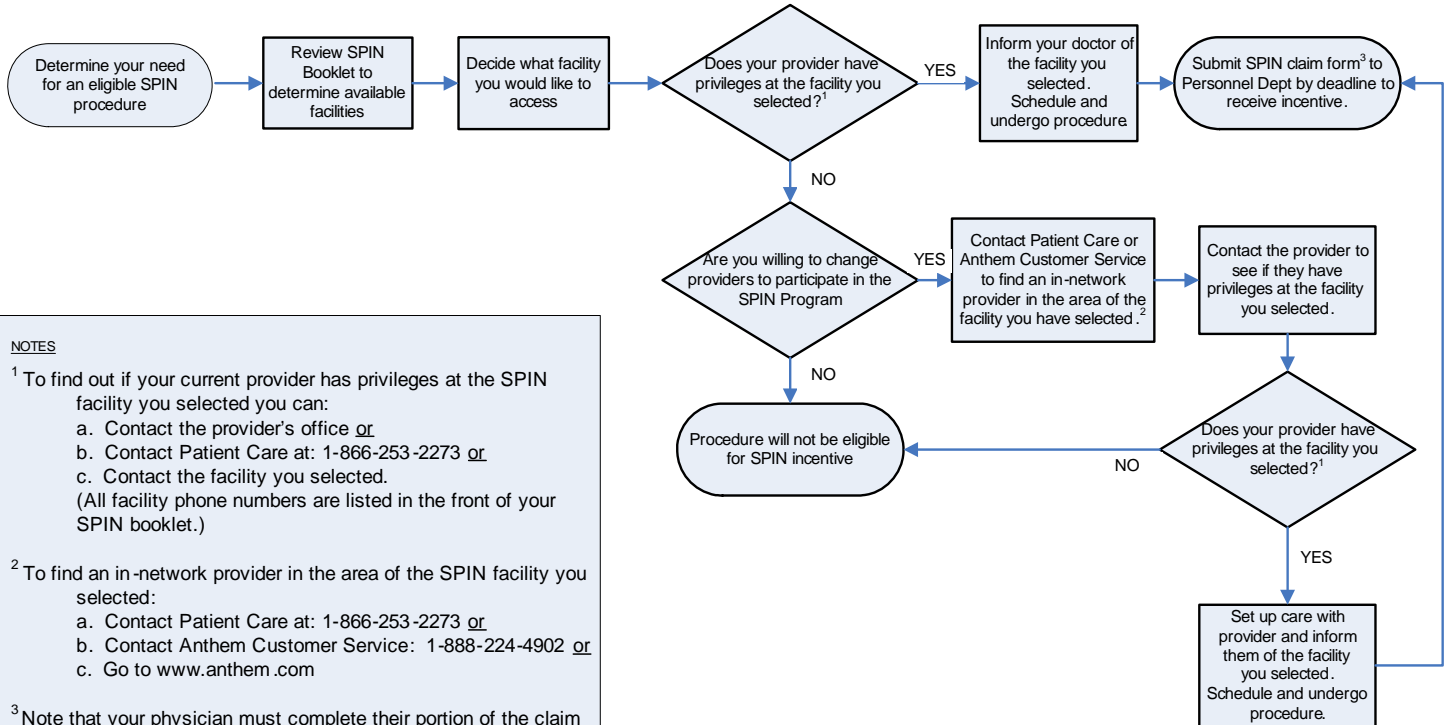 Determine your need
for an eligible SPIN
procedure
Review SPIN
Booklet to
determine available
facilities
Decide what facility
you would like to
access
Does your provider have
privileges at the facility you
selected?¹
YES
Inform your doctor of
the facility you
selected.
Schedule and
undergo procedure.
Submit SPIN claim form³ to
Personnel Dept by deadline to
receive incentive.
NO
Are you willing to change
providers to participate in the
SPIN Program
YES
Contact Patient Care or
Anthem Customer Service
to find an in-network
provider in the area of the
facility you have selected.²
Contact the provider to
see if they have
privileges at the facility
you selected.
NO
Procedure will not be eligible
for SPIN incentive
Does your provider have
privileges at the facility you
selected?¹
NO
YES
Set up care with
provider and inform
them of the facility
you selected.
Schedule and undergo
procedure.
NOTES
¹ To find out if your current provider has privileges at the SPIN
facility you selected you can:
a. Contact the provider's office or
b. Contact Patient Care at: 1-866-253-2273 or
c. Contact the facility you selected.
(All facility phone numbers are listed in the front of your
SPIN booklet.)
² To find an in-network provider in the area of the SPIN facility you
selected:
a. Contact Patient Care at: 1-866-253-2273 or
b. Contact Anthem Customer Service: 1-888-224-4902 or
c. Go to www.anthem.com
³ Note that your physician must complete their portion of the claim